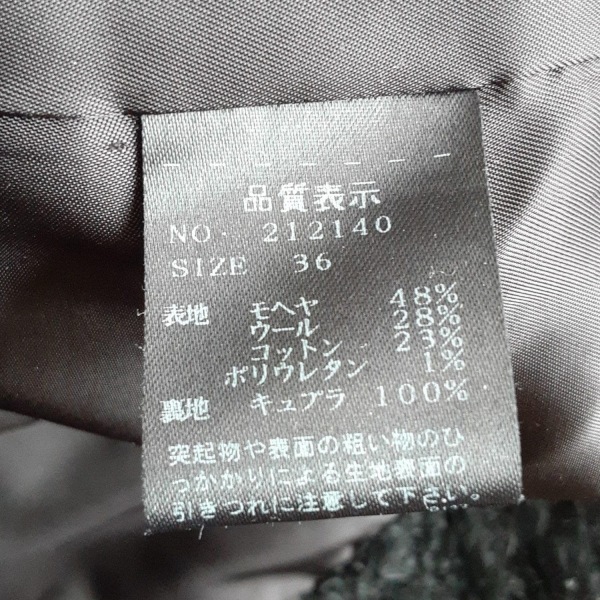 品質表示
NO. 212140
SIZE 36
表地 モヘヤ 48%
ウール 28%
コットン 23%
ポリウレタン 1%
裏地 キュプラ 100%
突起物や表面の粗い物のひ
っかかりによる生地表面の
引きつれに注意して下さい。